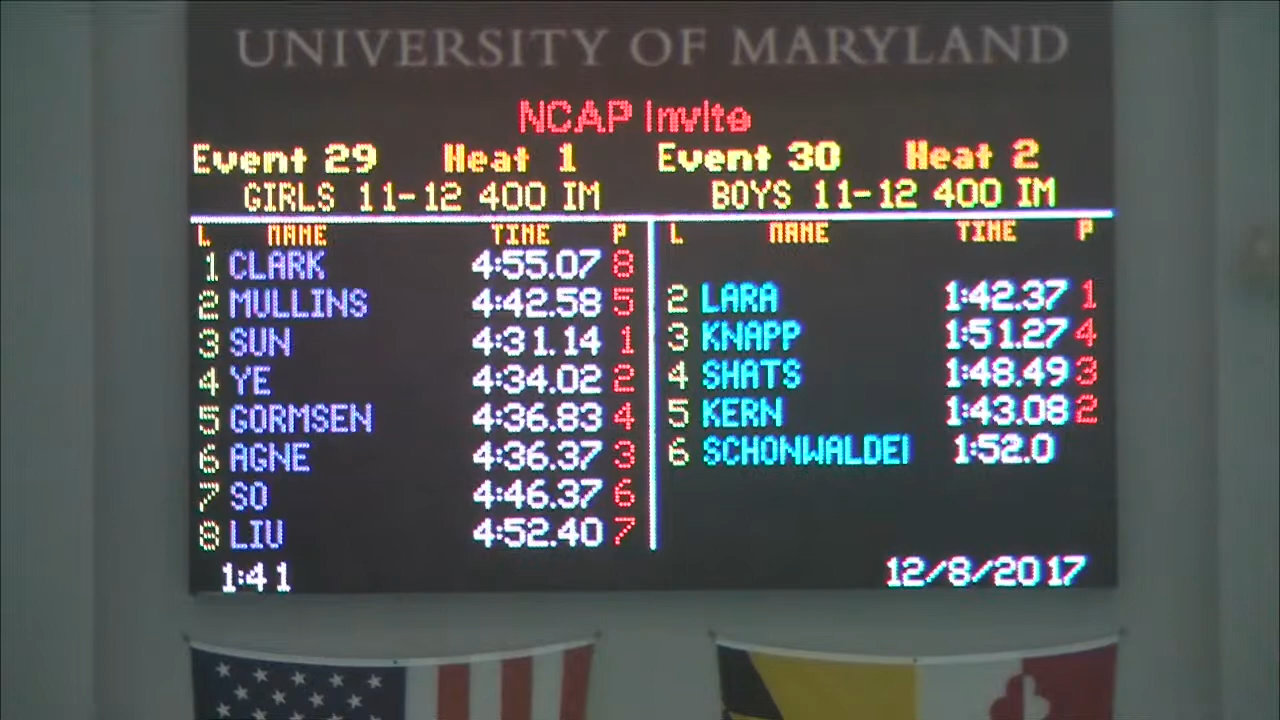 UNIVERSITY OF MARYLAND
NCAP Invite
Event 29 Heat 1 Event 30 Heat 2
GIRLS 11-12 400 IM BOYS 11-12 400 IM
L NAME TIME P L NAME TIME P
1 CLARK 4:55.07 8
2 MULLINS 4:42.58 5 2 LARA 1:42.37 1
3 SUN 4:31.14 1 3 KNAPP 1:51.27 4
4 YE 4:34.02 2 4 SHATS 1:48.49 3
5 GORMSEN 4:36.83 4 5 KERN 1:43.08 2
6 AGNE 4:36.37 3 6 SCHONWALDEI 1:52.0
7 SO 4:46.37 6
8 LIU 4:52.40 7
1:41 12/8/2017